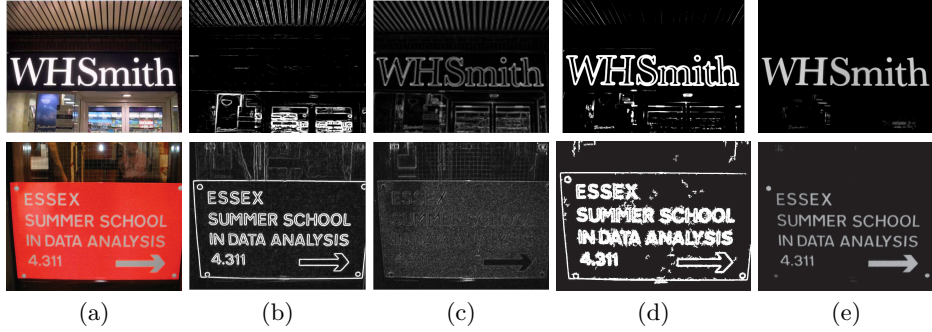 WHSmith
WHSmith
WHSmith
WHSmith
ESSEX
SUMMER SCHOOL
IN DATA ANALYSIS
4.311
ESSEX
SUMMER SCHOOL
IN DATA ANALYSIS
4.311
ESSEX
SUMMER SCHOOL
IN DATA ANALYSIS
4.311
ESSEX
SUMMER SCHOOL
IN DATA ANALYSIS
4.311
(a) (b) (c) (d) (e)